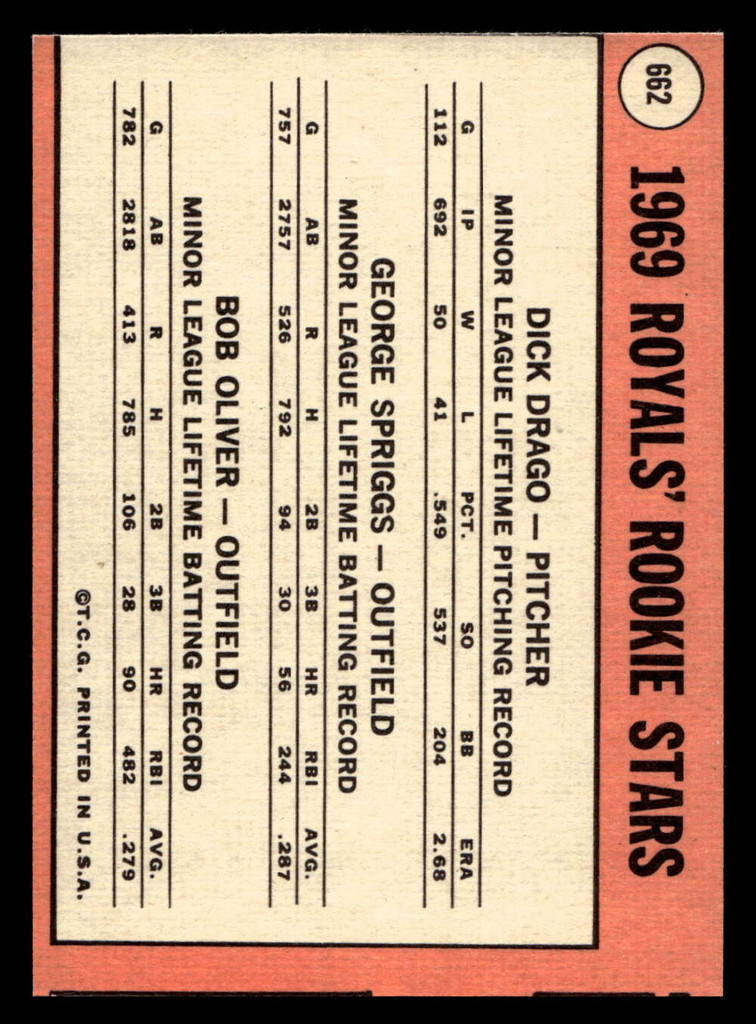 662
1969 ROYALS' ROOKIE STARS
DICK DRAGO — PITCHER
MINOR LEAGUE LIFETIME PITCHING RECORD
G IP W L PCT. SO BB ERA
112 692 50 41 .549 537 204 2.68
GEORGE SPRIGGS — OUTFIELD
MINOR LEAGUE LIFETIME BATTING RECORD
G AB R H 2B 3B HR RBI AVG.
757 2757 526 792 94 30 56 244 .287
BOB OLIVER — OUTFIELD
MINOR LEAGUE LIFETIME BATTING RECORD
G AB R H 2B 3B HR RBI AVG.
782 2818 413 785 106 28 90 482 .279
©T.C.G. PRINTED IN U.S.A.